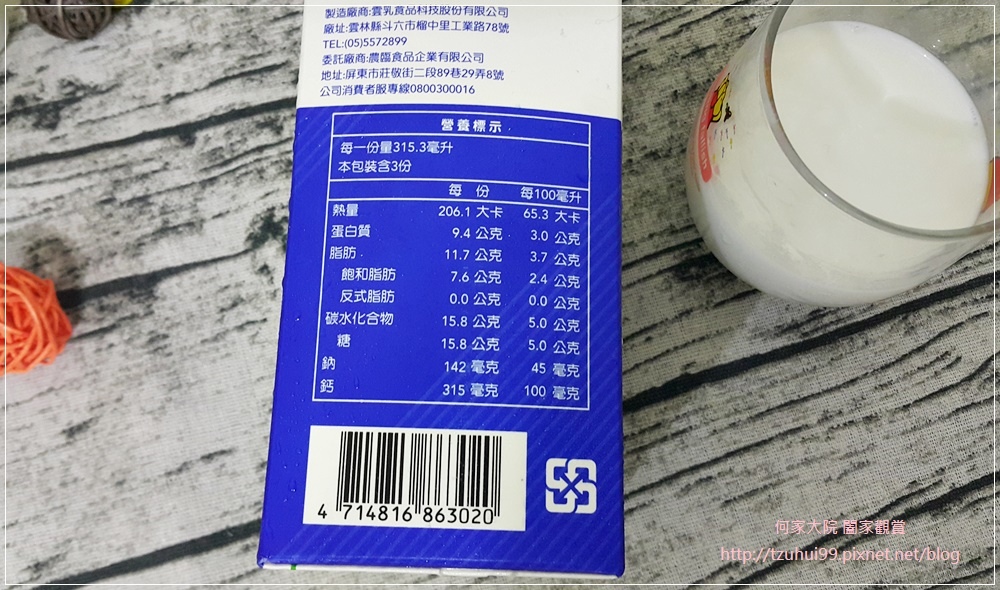 製造廠商:雲乳食品科技股份有限公司
廠址:雲林縣斗六市榴中里工業路78號
TEL:(05)5572899
委託廠商:農臨食品企業有限公司
地址:屏東市莊敬街二段89巷29弄8號
公司消費者服專線0800300016
營養標示
每一份量315.3毫升
本包裝含3份
每 份 每100毫升
熱量 206.1 大卡 65.3 大卡
蛋白質 9.4 公克 3.0 公克
脂肪 11.7 公克 3.7 公克
飽和脂肪 7.6 公克 2.4 公克
反式脂肪 0.0 公克 0.0 公克
碳水化合物 15.8 公克 5.0 公克
糖 15.8 公克 5.0 公克
鈉 142 毫克 45 毫克
鈣 315 毫克 100 毫克
4 714816 863020
何家大院 闔家觀賞
http://tzuhui99.pixnet.net/blog